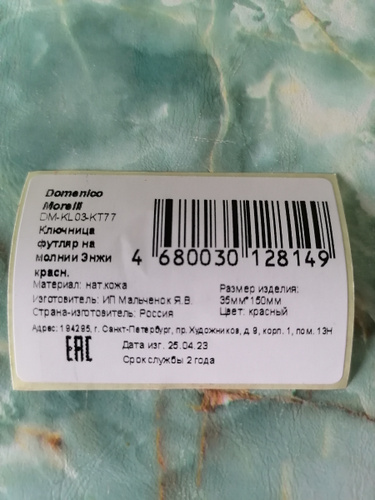 Domenico
Morelli
DM-KL03-KT77
Ключница
футляр на
молнии Энжи
красн.
4 680030 128149
Материал: нат.кожа
Размер изделия:
Изготовитель: ИП Мальченок Я.В.
35мм*150мм
Страна-изготовитель: Россия
Цвет: красный
Адрес: 194295, г. Санкт-Петербург, пр.Художников, д. 9, корп. 1, пом. 13Н
EAC
Дата изг. 25.04.23
Срок службы 2 года